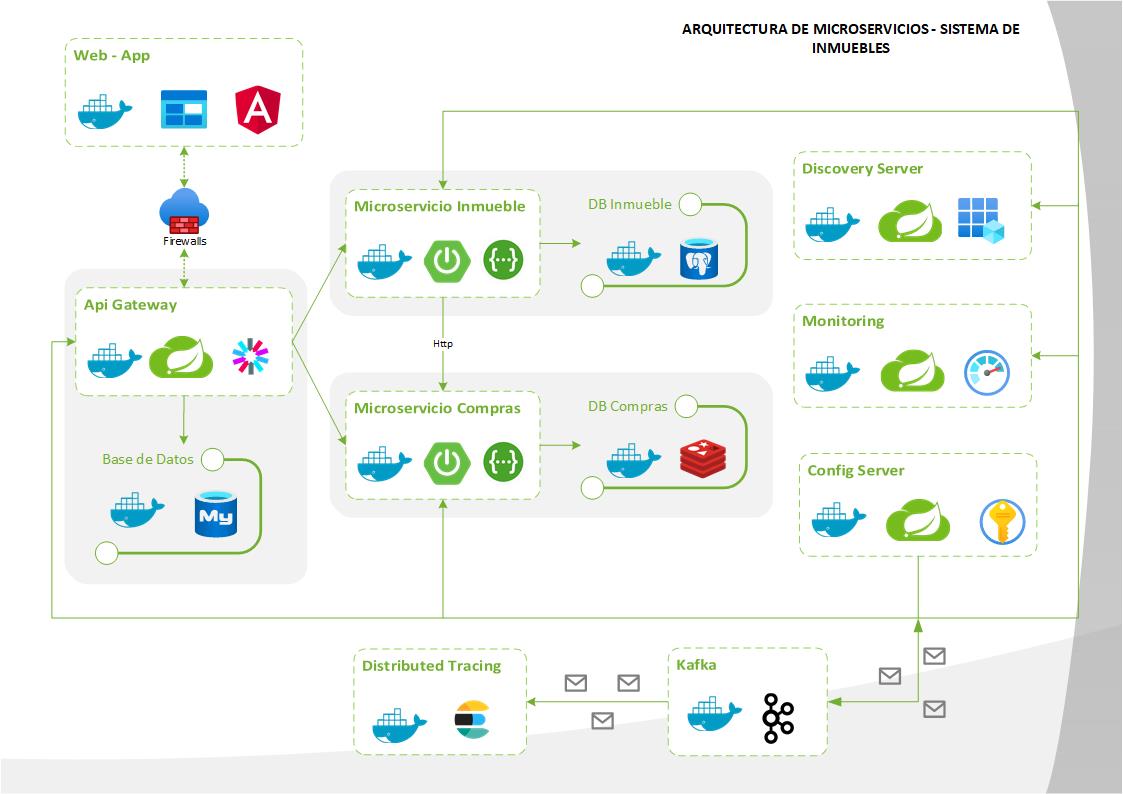 ARQUITECTURA DE MICROSERVICIOS - SISTEMA DE
INMUEBLES
Web - App
Firewalls
Api Gateway
Base de Datos
My
Microservicio Inmueble
DB Inmueble
Http
Microservicio Compras
DB Compras
Discovery Server
Monitoring
Config Server
Distributed Tracing
Kafka